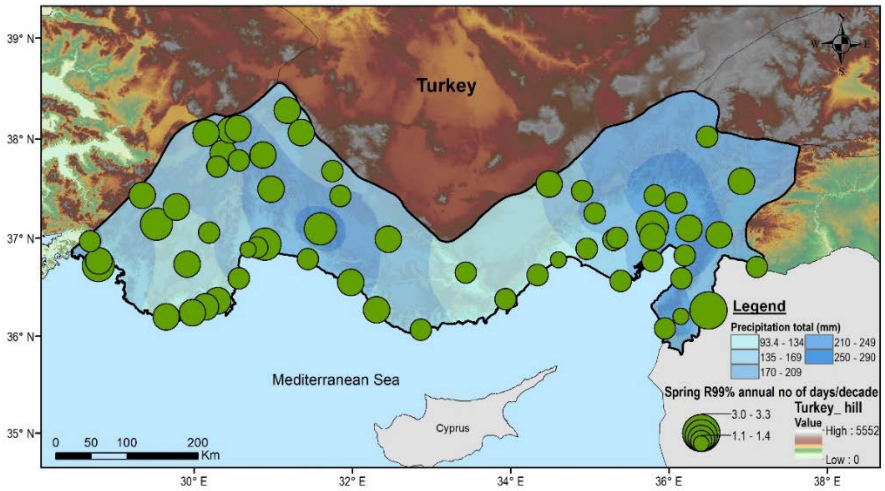 39° N
38° N
37° N
36° N
35° N
N
W
E
S
Turkey
Mediterranean Sea
Cyprus
0 50 100 200
Km
30° E 32° E 34° E 36° E 38° E
Legend
Precipitation total (mm)
93.4 - 134 210 - 249
135 - 169 250 - 290
170 - 209
Spring R99% annual no of days/decade
3.0 - 3.3
1.1 - 1.4
Turkey_ hill
Value
High : 5552
Low : 0